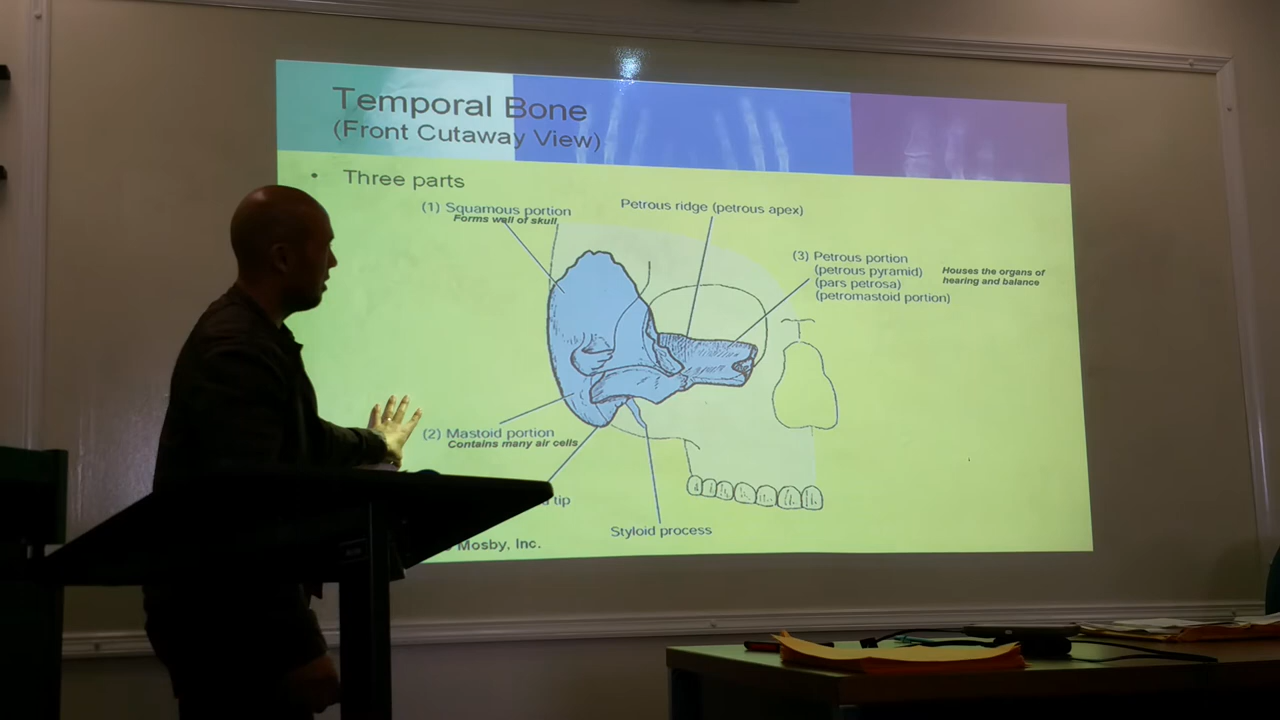 Temporal Bone
(Front Cutaway View)
• Three parts
(1) Squamous portion
Forms wall of skull
Petrous ridge (petrous apex)
(3) Petrous portion
(petrous pyramid)
(pars petrosa)
(petromastoid portion)
Houses the organs of
hearing and balance
(2) Mastoid portion
Contains many air cells
tip
Styloid process
Mosby, Inc.